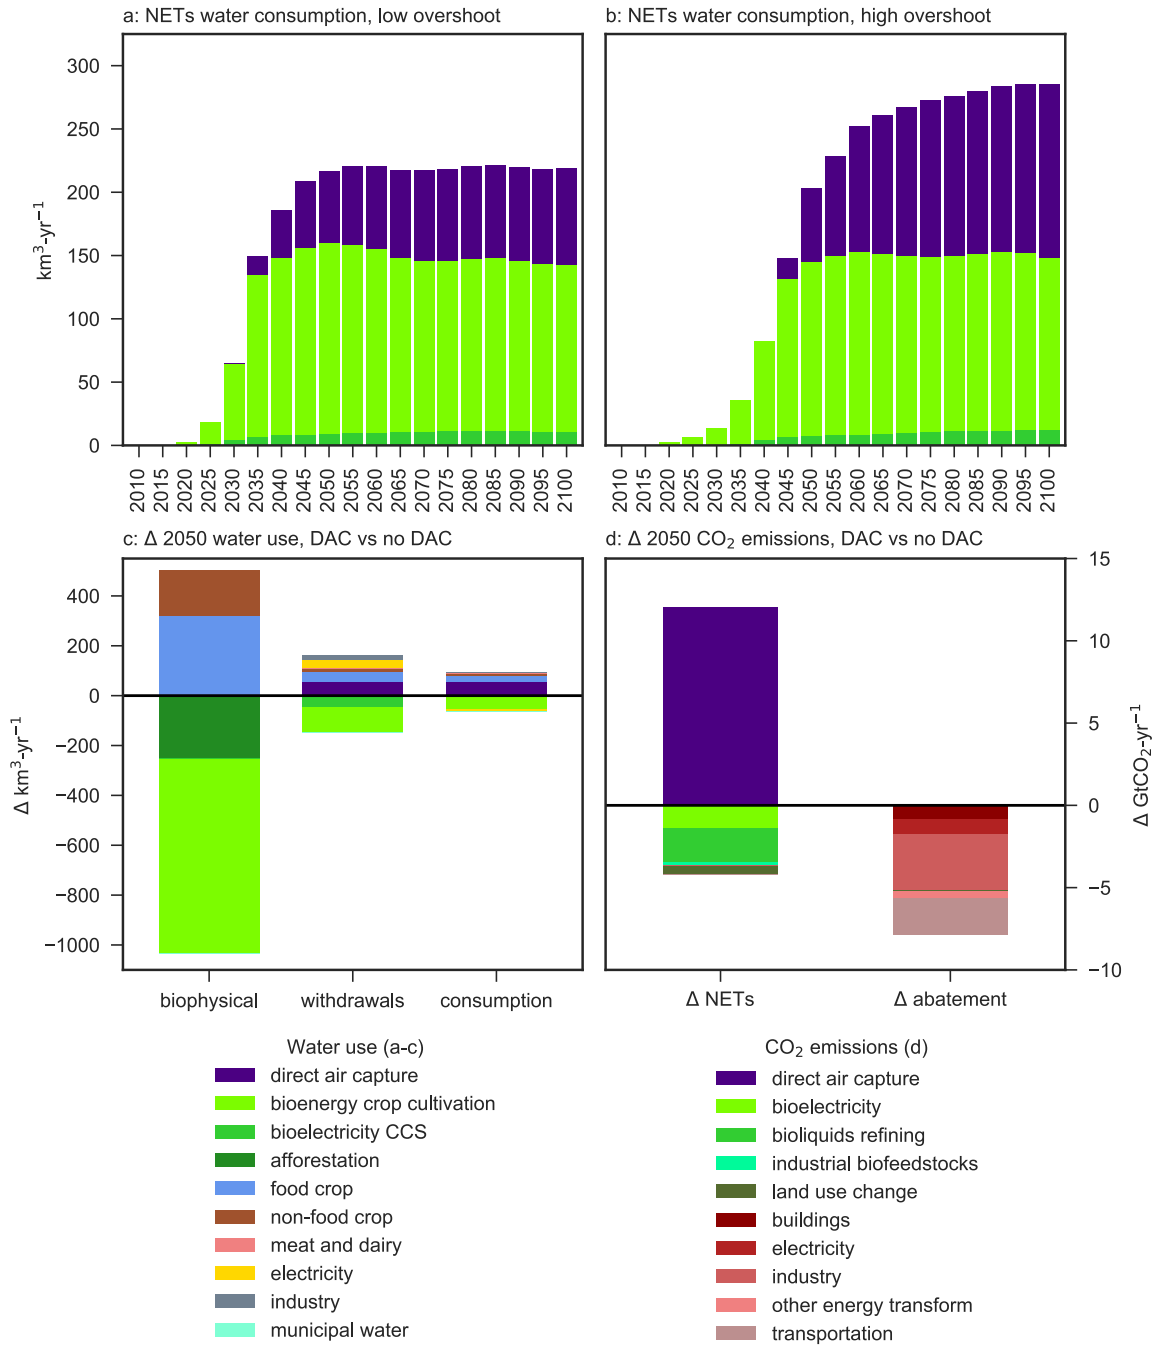 a: NETs water consumption, low overshoot
b: NETs water consumption, high overshoot
km³-yr⁻¹
300
250
200
150
100
50
0
2010 2015 2020 2025 2030 2035 2040 2045 2050 2055 2060 2065 2070 2075 2080 2085 2090 2095 2100
2010 2015 2020 2025 2030 2035 2040 2045 2050 2055 2060 2065 2070 2075 2080 2085 2090 2095 2100
c: Δ 2050 water use, DAC vs no DAC
d: Δ 2050 CO₂ emissions, DAC vs no DAC
Δ km³-yr⁻¹
400
200
0
−200
−400
−600
−800
−1000
15
10
5
0
−5
−10
Δ GtCO₂-yr⁻¹
biophysical withdrawals consumption
Δ NETs Δ abatement
Water use (a-c)
direct air capture
bioenergy crop cultivation
bioelectricity CCS
afforestation
food crop
non-food crop
meat and dairy
electricity
industry
municipal water
CO₂ emissions (d)
direct air capture
bioelectricity
bioliquids refining
industrial biofeedstocks
land use change
buildings
electricity
industry
other energy transform
transportation